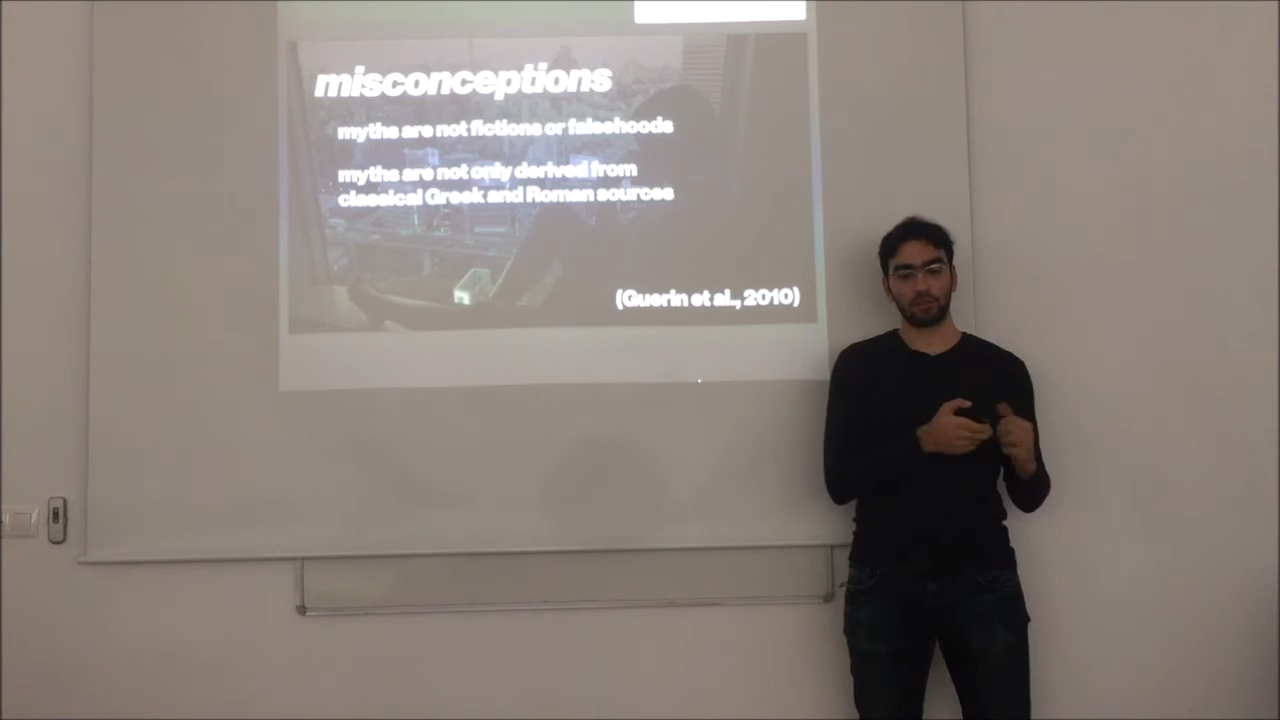 misconceptions
myths are not fictions or falsehoods
myths are not only derived from
classical Greek and Roman sources
(Guerin et al., 2010)